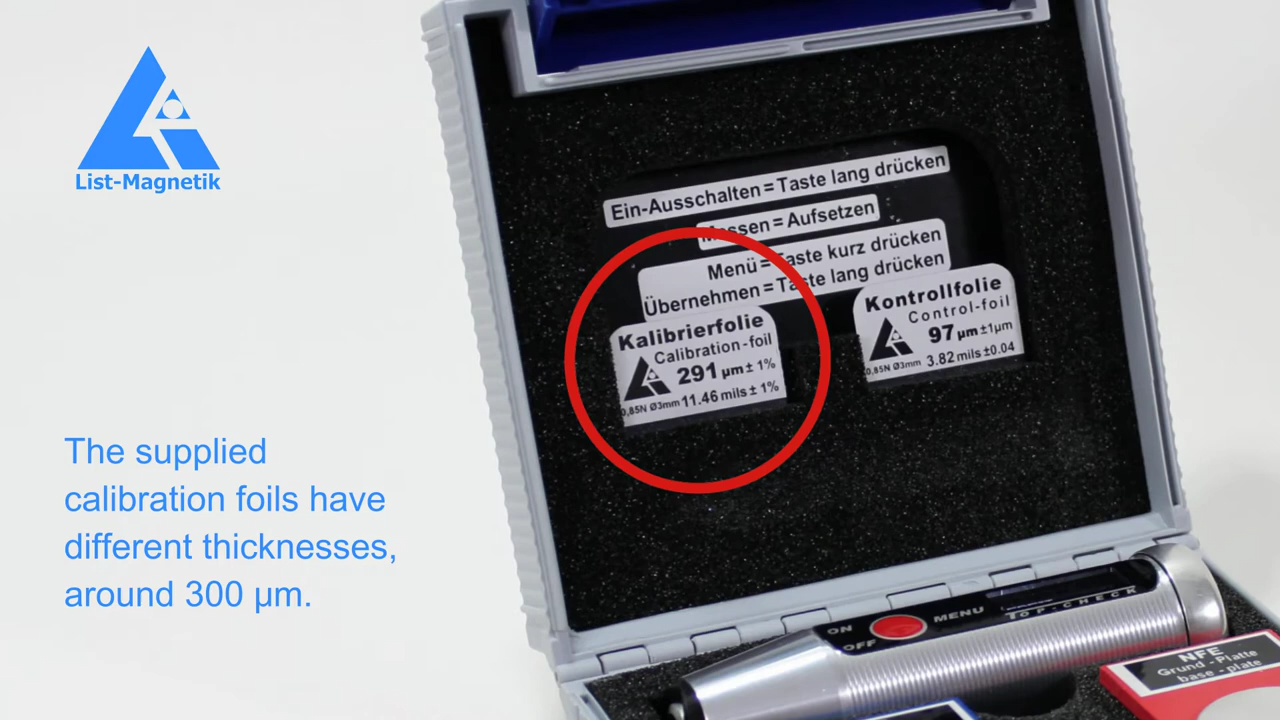 List-Magnetik
The supplied
calibration foils have
different thicknesses,
around 300 µm.
Ein-Ausschalten = Taste lang drücken
Messen = Aufsetzen
Menü = Taste kurz drücken
Übernehmen = Taste lang drücken
Kalibrierfolie
Calibration-foil
291 µm ± 1%
0,85N Ø3mm 11.46 mils ± 1%
Kontrollfolie
Control-foil
97 µm ±1µm
0,85N Ø3mm 3.82 mils ±0.04
ON
OFF
MENU
TOP-CHECK
NFE
Grund-Platte
base-plate